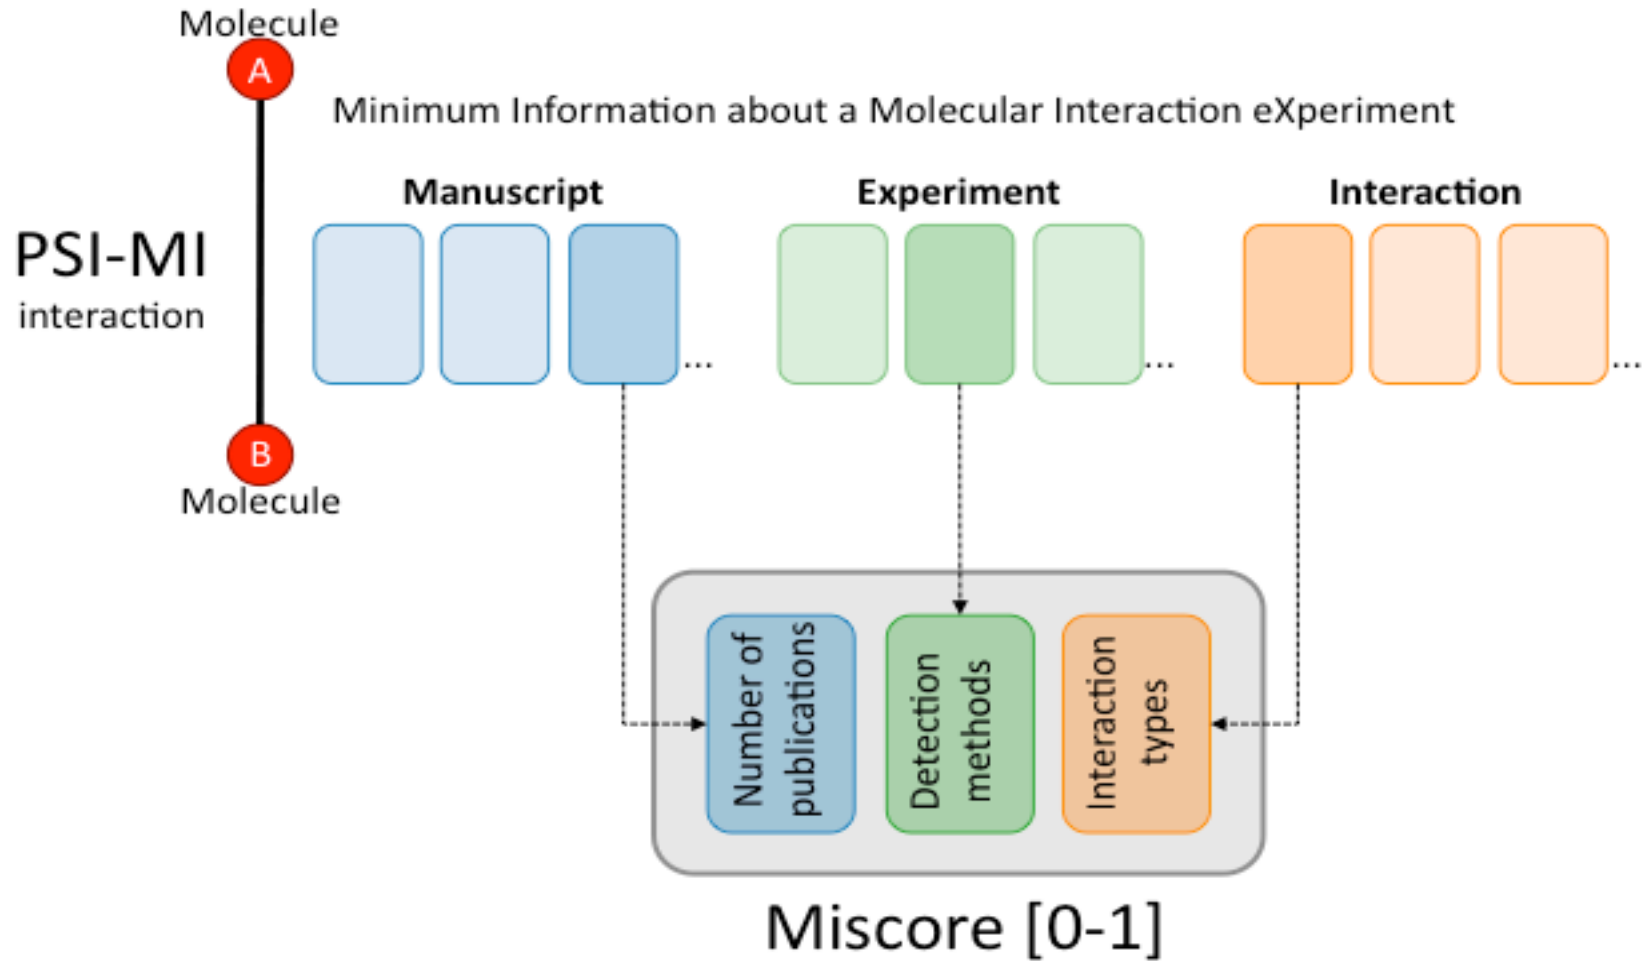 Molecule
A
Minimum Information about a Molecular Interaction eXperiment
Manuscript
Experiment
Interaction
PSI-MI
interaction
...
...
...
B
Molecule
Number of
publications
Detection
methods
Interaction
types
Miscore [0-1]